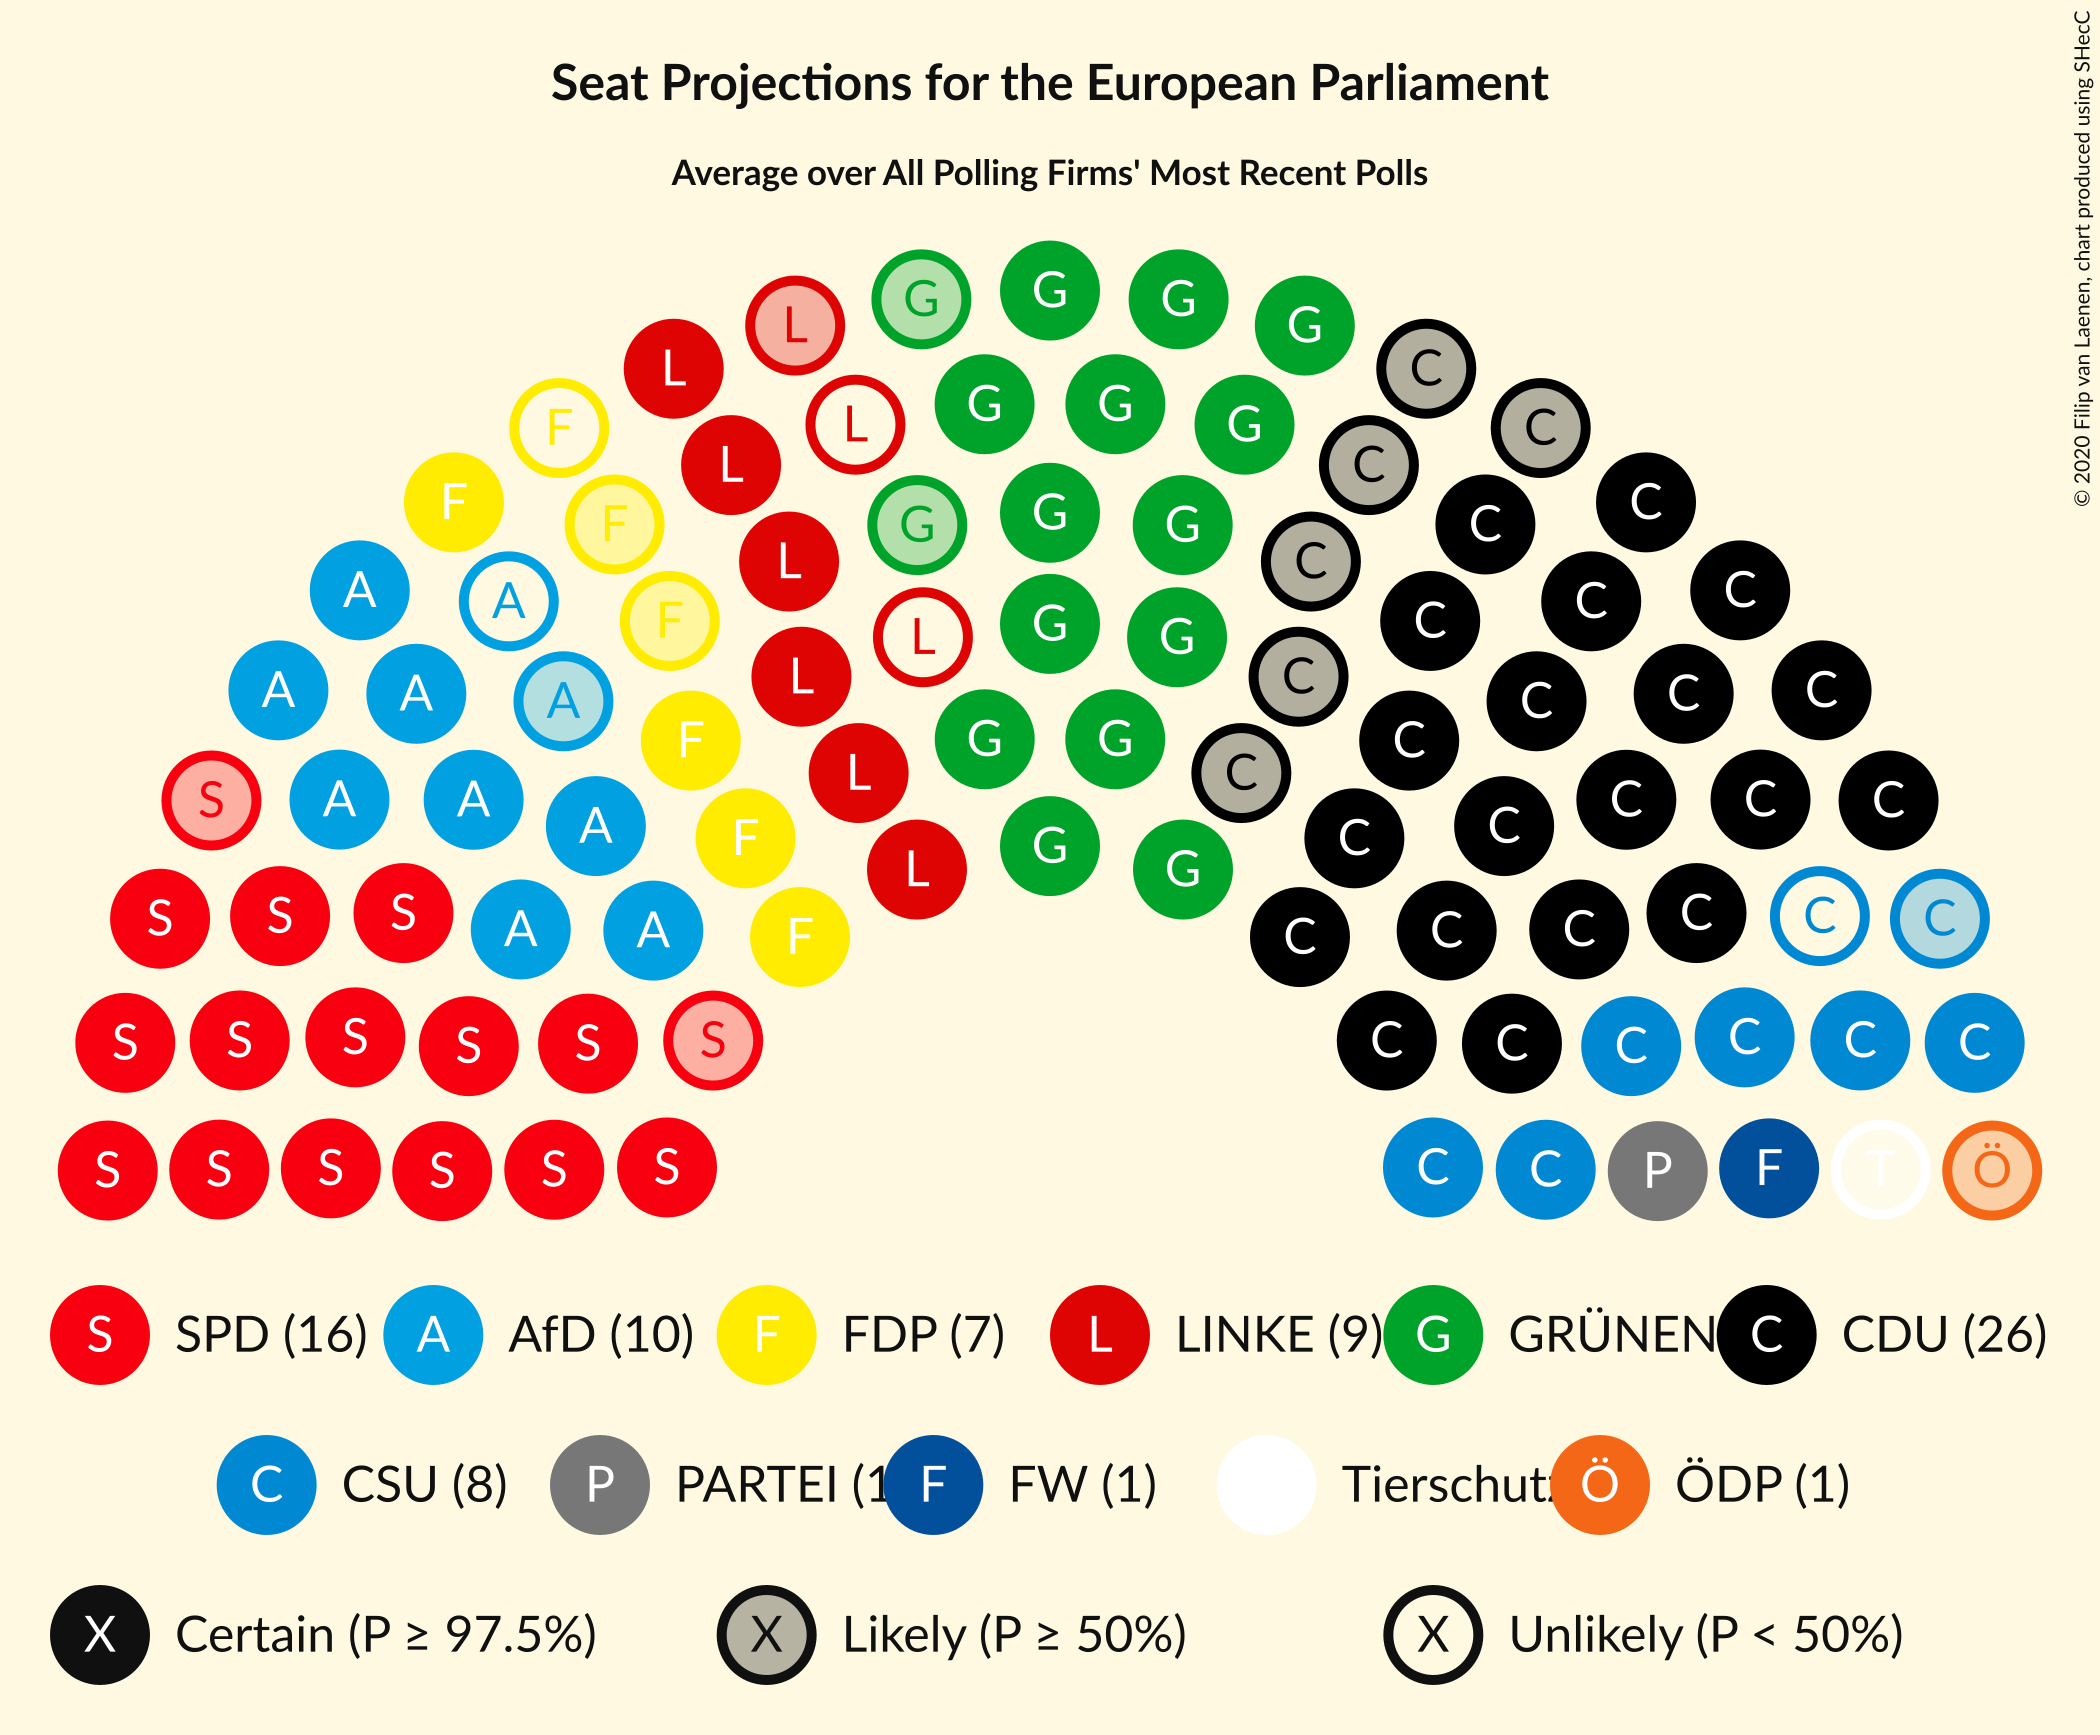 Seat Projections for the European Parliament
Average over All Polling Firms' Most Recent Polls
© 2020 Filip van Laenen, chart produced using SHecC
G G G G
L L C C
L G G G C
F L C
F L G G G C C C
F F L C C
A A F L G G C C C
A A A F L G G C C C C
S A A A F L G G C C C C C C
S S S A A F L G G C C C C C C
S S S S S S C C C C C C
S S S S S S C C P F T Ö
S SPD (16) A AfD (10) F FDP (7) L LINKE (9) G GRÜNEN C CDU (26)
C CSU (8) P PARTEI (1 F FW (1) Tierschutz Ö ÖDP (1)
X Certain (P ≥ 97.5%) X Likely (P ≥ 50%) X Unlikely (P < 50%)